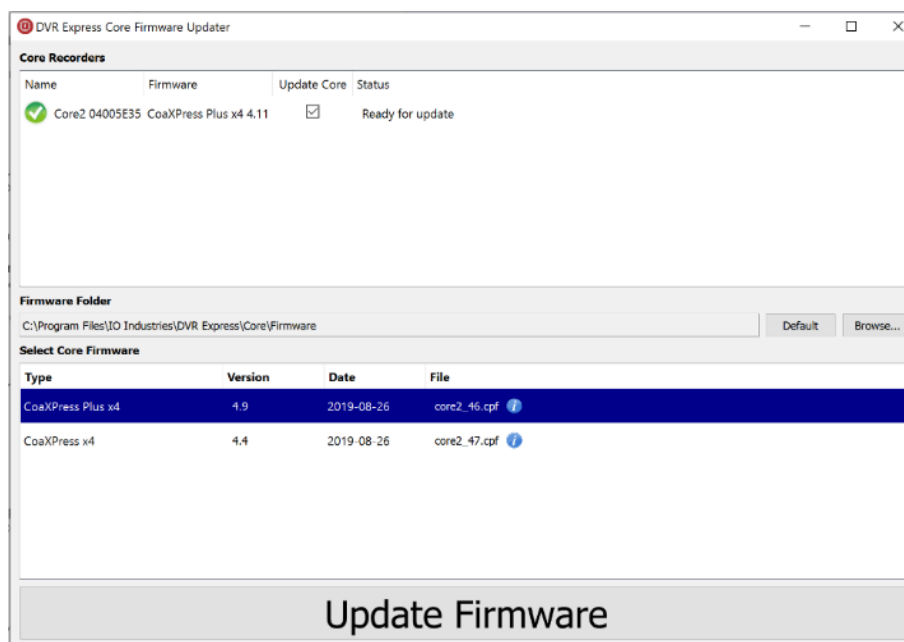 DVR Express Core Firmware Updater
Core Recorders
Name Firmware Update Core Status
Core2 04005E35 CoaXPress Plus x4 4.11 Ready for update
Firmware Folder
C:\Program Files\IO Industries\DVR Express\Core\Firmware Default Browse...
Select Core Firmware
Type Version Date File
CoaXPress Plus x4 4.9 2019-08-26 core2_46.cpf
CoaXPress x4 4.4 2019-08-26 core2_47.cpf
Update Firmware